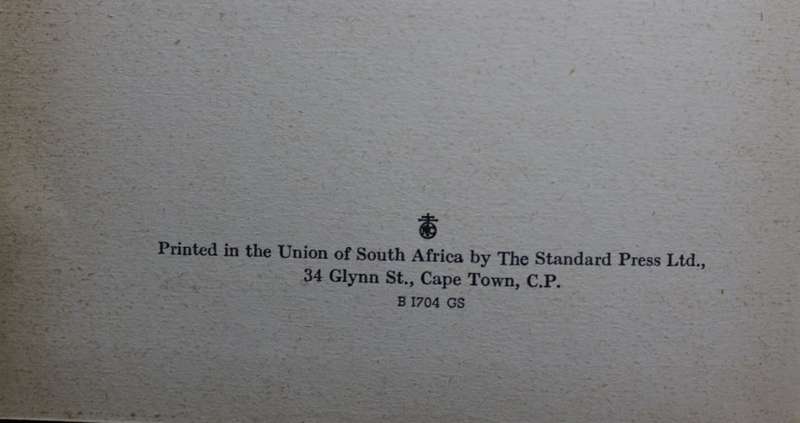 Printed in the Union of South Africa by The Standard Press Ltd.,
34 Glynn St., Cape Town, C.P.
B 1704 GS